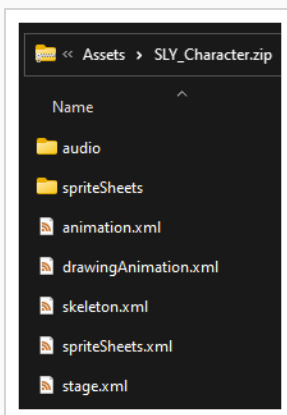 « Assets > SLY_Character.zip
Name
audio
spriteSheets
animation.xml
drawingAnimation.xml
skeleton.xml
spriteSheets.xml
stage.xml